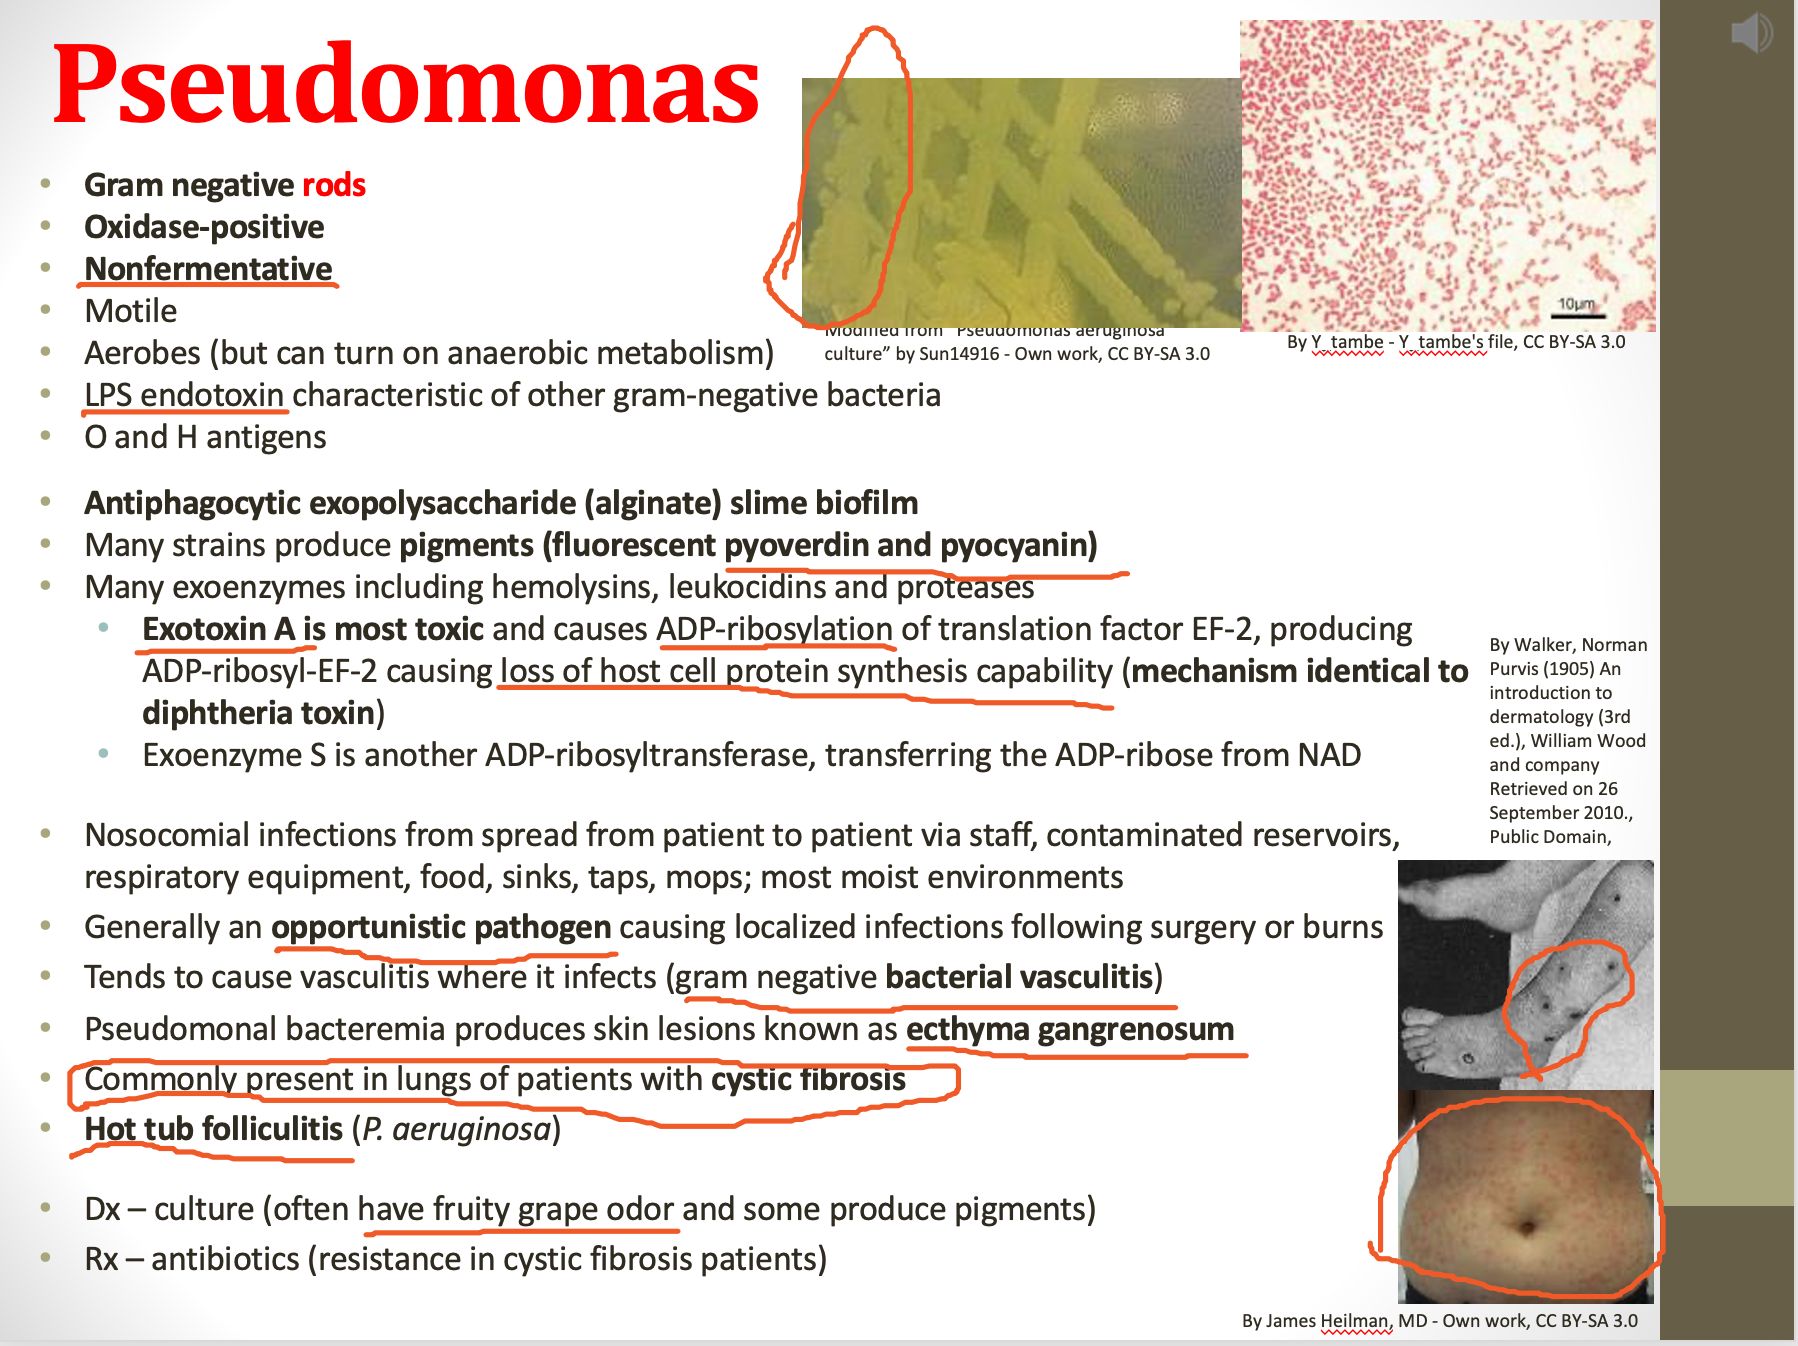 Pseudomonas
• Gram negative rods
• Oxidase-positive
• Nonfermentative
• Motile
• Aerobes (but can turn on anaerobic metabolism)
• LPS endotoxin characteristic of other gram-negative bacteria
• O and H antigens
Modified from "Pseudomonas aeruginosa
culture” by Sun14916 - Own work, CC BY-SA 3.0
10µm
By Y_tambe - Y_tambe's file, CC BY-SA 3.0
• Antiphagocytic exopolysaccharide (alginate) slime biofilm
• Many strains produce pigments (fluorescent pyoverdin and pyocyanin)
• Many exoenzymes including hemolysins, leukocidins and proteases
• Exotoxin A is most toxic and causes ADP-ribosylation of translation factor EF-2, producing
ADP-ribosyl-EF-2 causing loss of host cell protein synthesis capability (mechanism identical to
diphtheria toxin)
• Exoenzyme S is another ADP-ribosyltransferase, transferring the ADP-ribose from NAD
By Walker, Norman
Purvis (1905) An
introduction to
dermatology (3rd
ed.), William Wood
and company
Retrieved on 26
September 2010.,
Public Domain,
• Nosocomial infections from spread from patient to patient via staff, contaminated reservoirs,
respiratory equipment, food, sinks, taps, mops; most moist environments
• Generally an opportunistic pathogen causing localized infections following surgery or burns
• Tends to cause vasculitis where it infects (gram negative bacterial vasculitis)
• Pseudomonal bacteremia produces skin lesions known as ecthyma gangrenosum
• Commonly present in lungs of patients with cystic fibrosis
• Hot tub folliculitis (P. aeruginosa)
• Dx – culture (often have fruity grape odor and some produce pigments)
• Rx – antibiotics (resistance in cystic fibrosis patients)
By James Heilman, MD - Own work, CC BY-SA 3.0